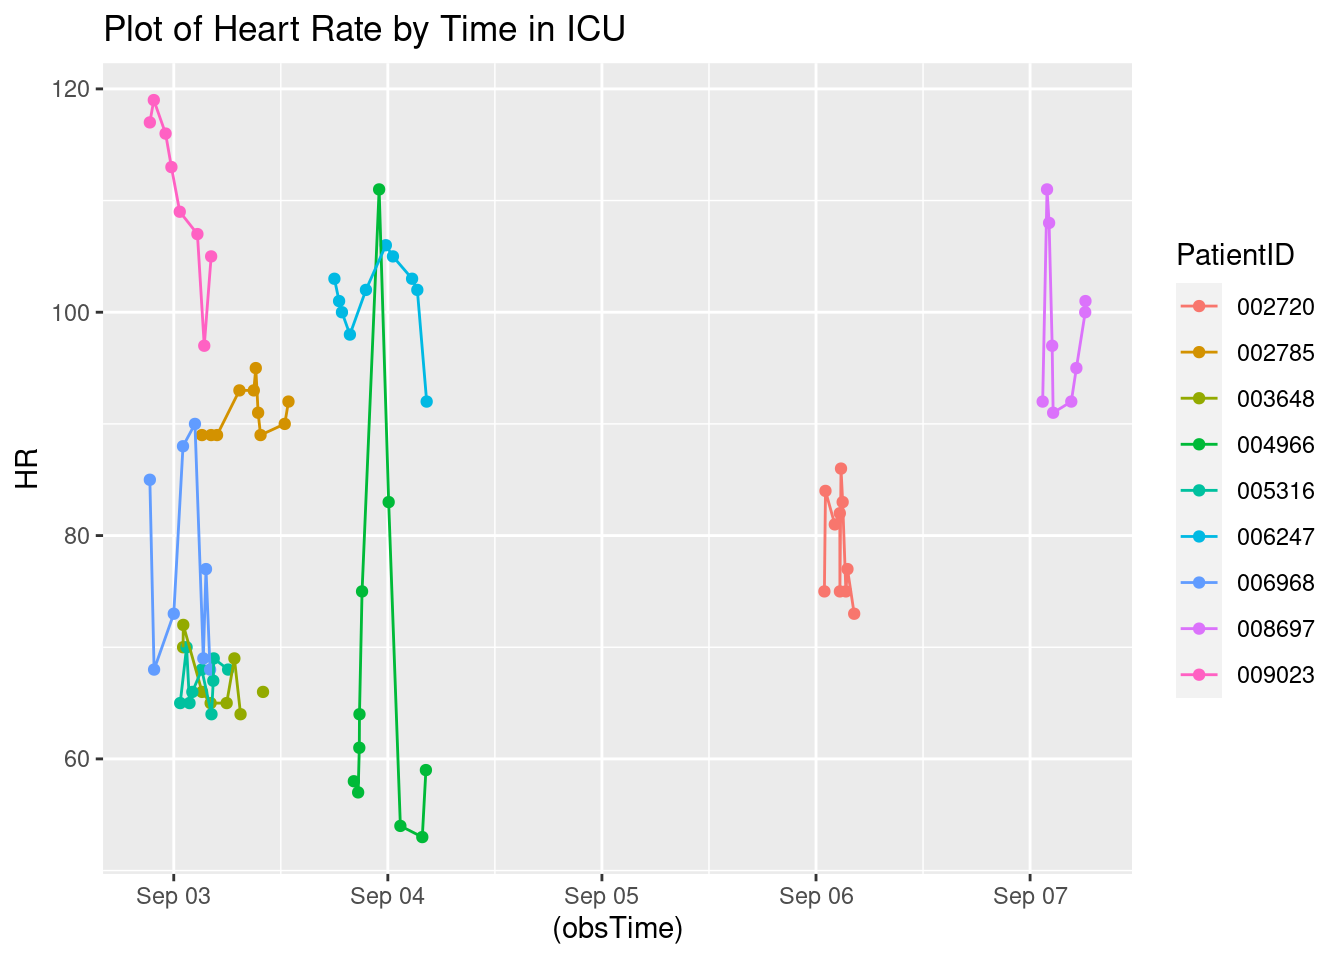 Plot of Heart Rate by Time in ICU
120
100
80
60
HR
Sep 03
Sep 04
Sep 05
Sep 06
Sep 07
(obsTime)
PatientID
002720
002785
003648
004966
005316
006247
006968
008697
009023